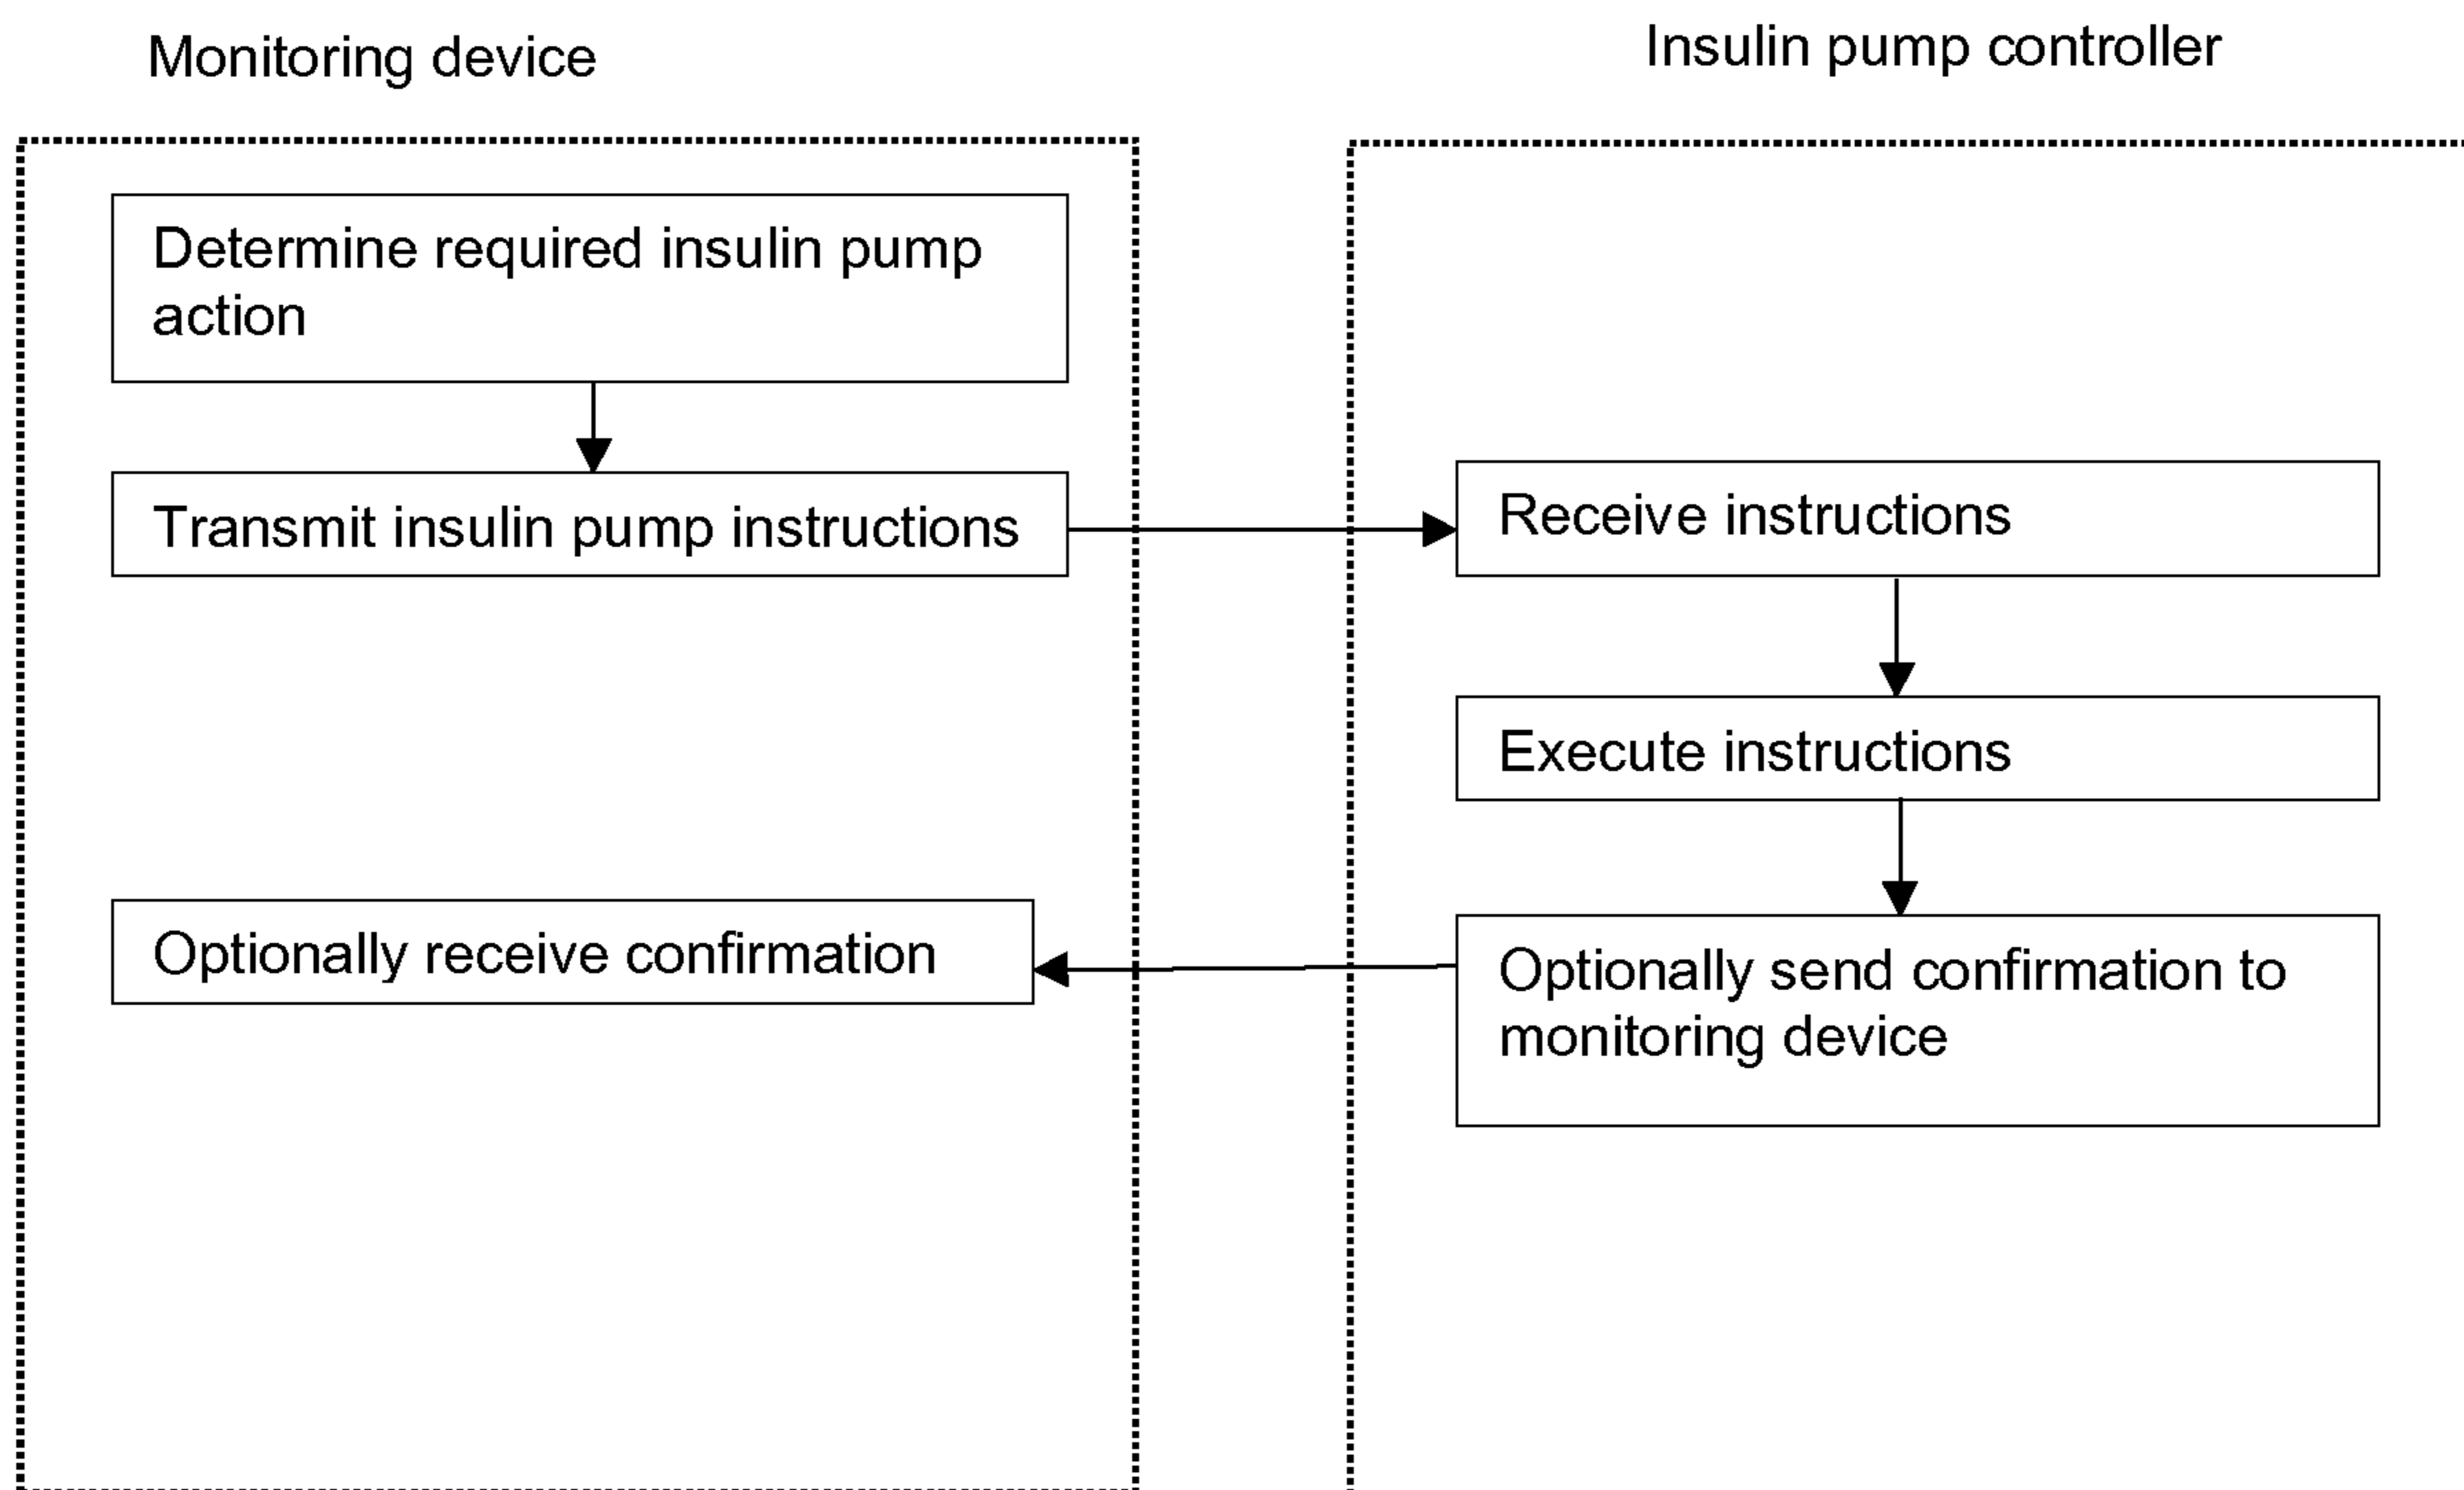 Monitoring device
Insulin pump controller
Determine required insulin pump
action
Transmit insulin pump instructions
Receive instructions
Execute instructions
Optionally receive confirmation
Optionally send confirmation to
monitoring device